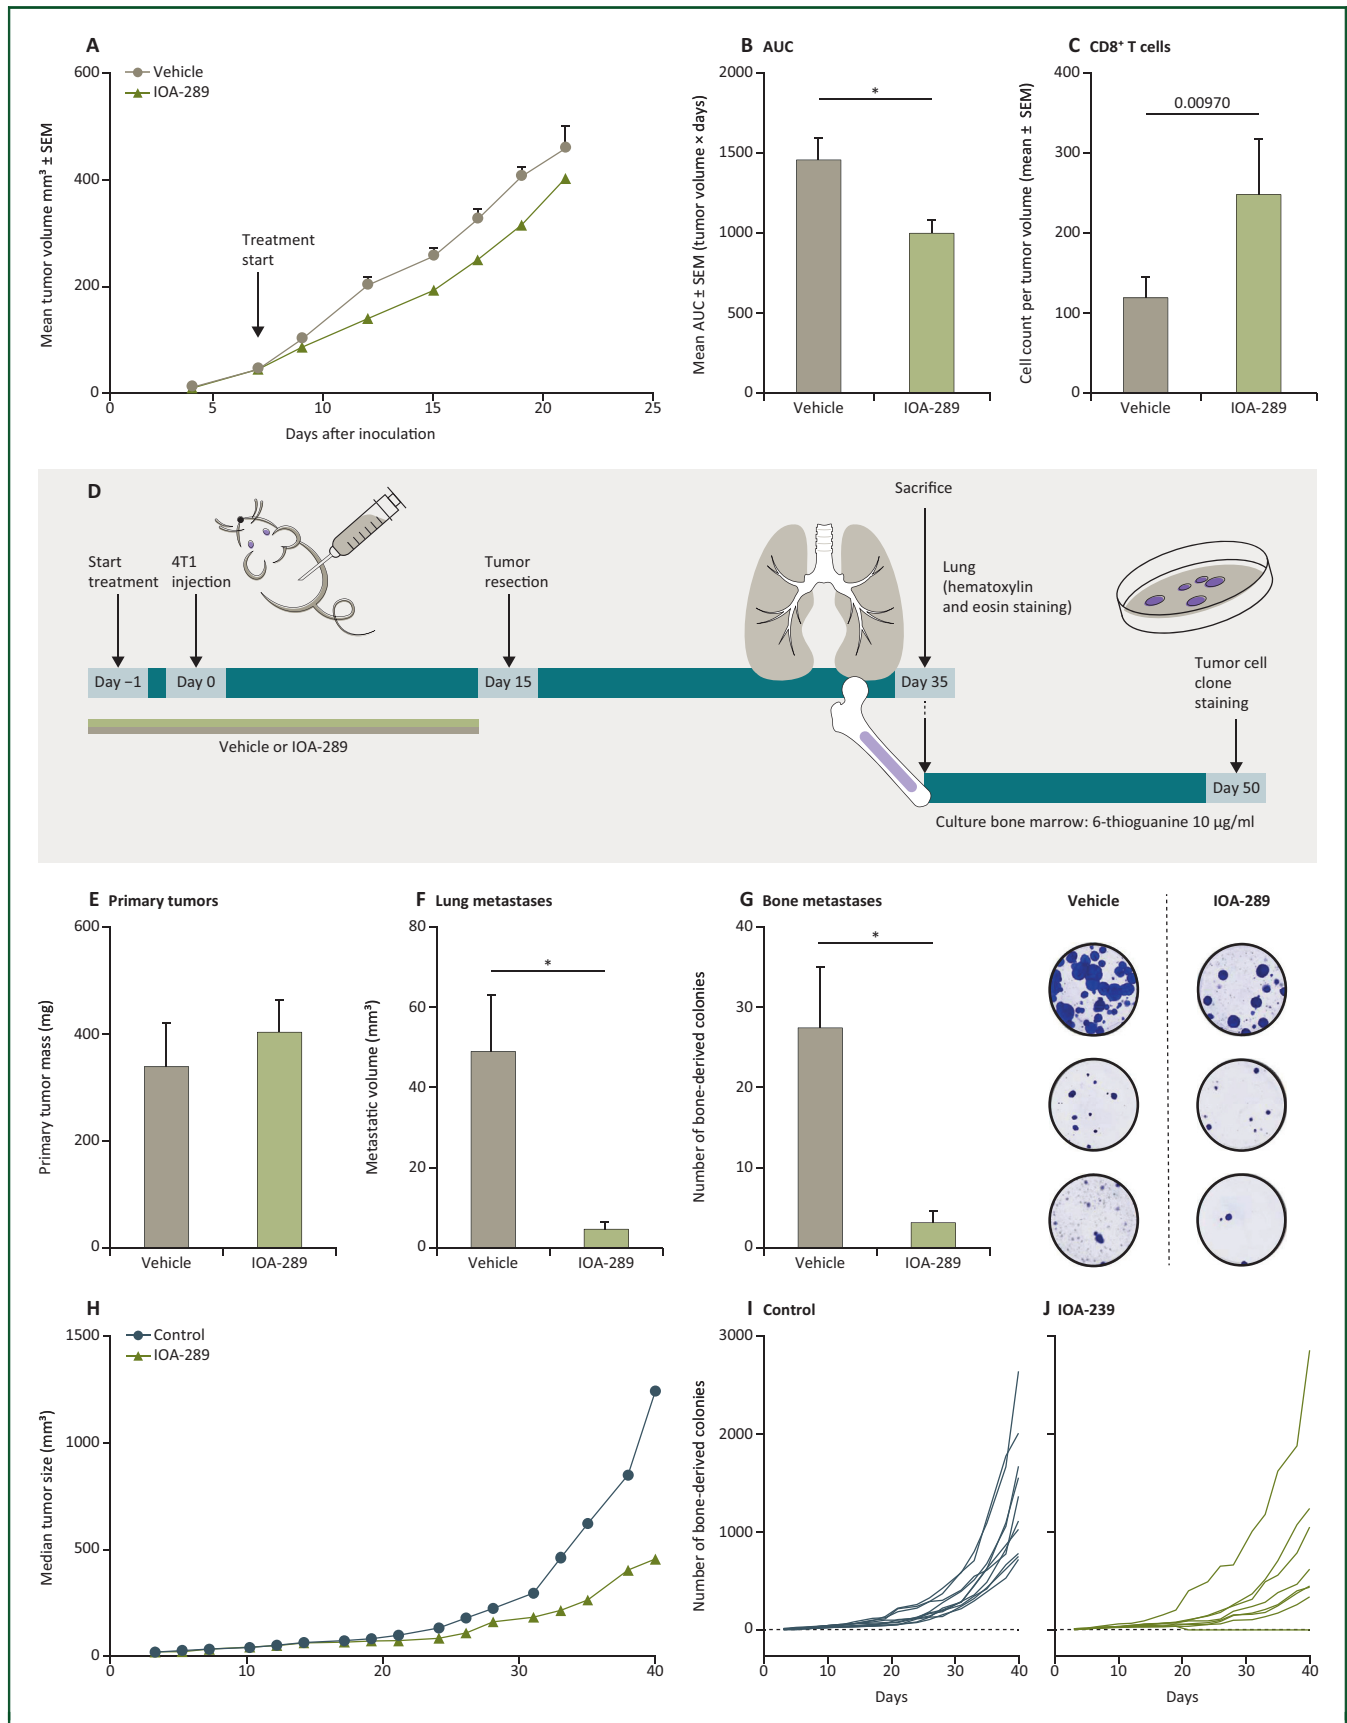 A
600
400
200
0
Mean tumor volume mm³ ± SEM
Vehicle
IOA-289
Treatment
start
0
5
10
15
20
25
Days after inoculation
B AUC
2000
1500
1000
500
0
Mean AUC ± SEM (tumor volume × days)
*
Vehicle
IOA-289
C CD8⁺ T cells
400
300
200
100
0
Cell count per tumor volume (mean ± SEM)
0.00970
Vehicle
IOA-289
D
Start
treatment
4T1
injection
Tumor
resection
Sacrifice
Lung
(hematoxylin
and eosin staining)
Tumor cell
clone
staining
Day −1
Day 0
Day 15
Day 35
Vehicle or IOA-289
Day 50
Culture bone marrow: 6-thioguanine 10 µg/ml
E Primary tumors
600
400
200
0
Primary tumor mass (mg)
Vehicle
IOA-289
F Lung metastases
80
60
40
20
0
Metastatic volume (mm³)
*
Vehicle
IOA-289
G Bone metastases
40
30
20
10
0
Number of bone-derived colonies
*
Vehicle
IOA-289
Vehicle
IOA-289
H
1500
1000
500
0
Median tumor size (mm³)
Control
IOA-289
0
10
20
30
40
I Control
3000
2000
1000
0
Number of bone-derived colonies
0
10
20
30
40
Days
J IOA-239
0
10
20
30
40
Days